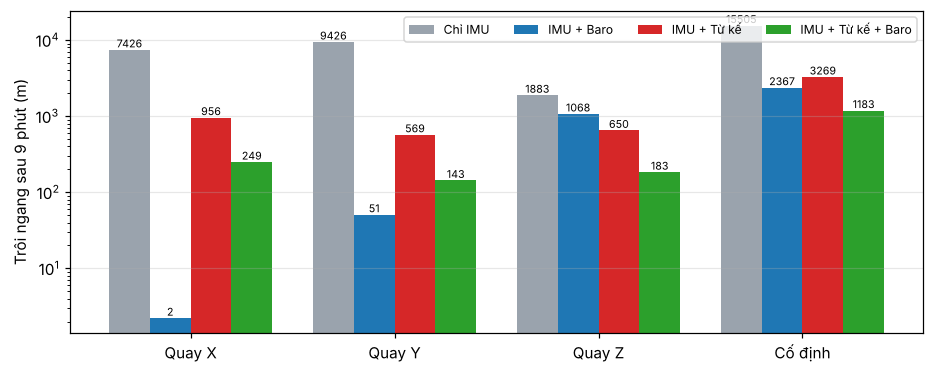 Chỉ IMU
IMU + Baro
IMU + Từ kế
IMU + Từ kế + Baro
Trôi ngang sau 9 phút (m)
10⁴
10³
10²
10¹
7426
2
956
249
9426
51
569
143
1883
1068
650
183
15505
2367
3269
1183
Quay X
Quay Y
Quay Z
Cố định